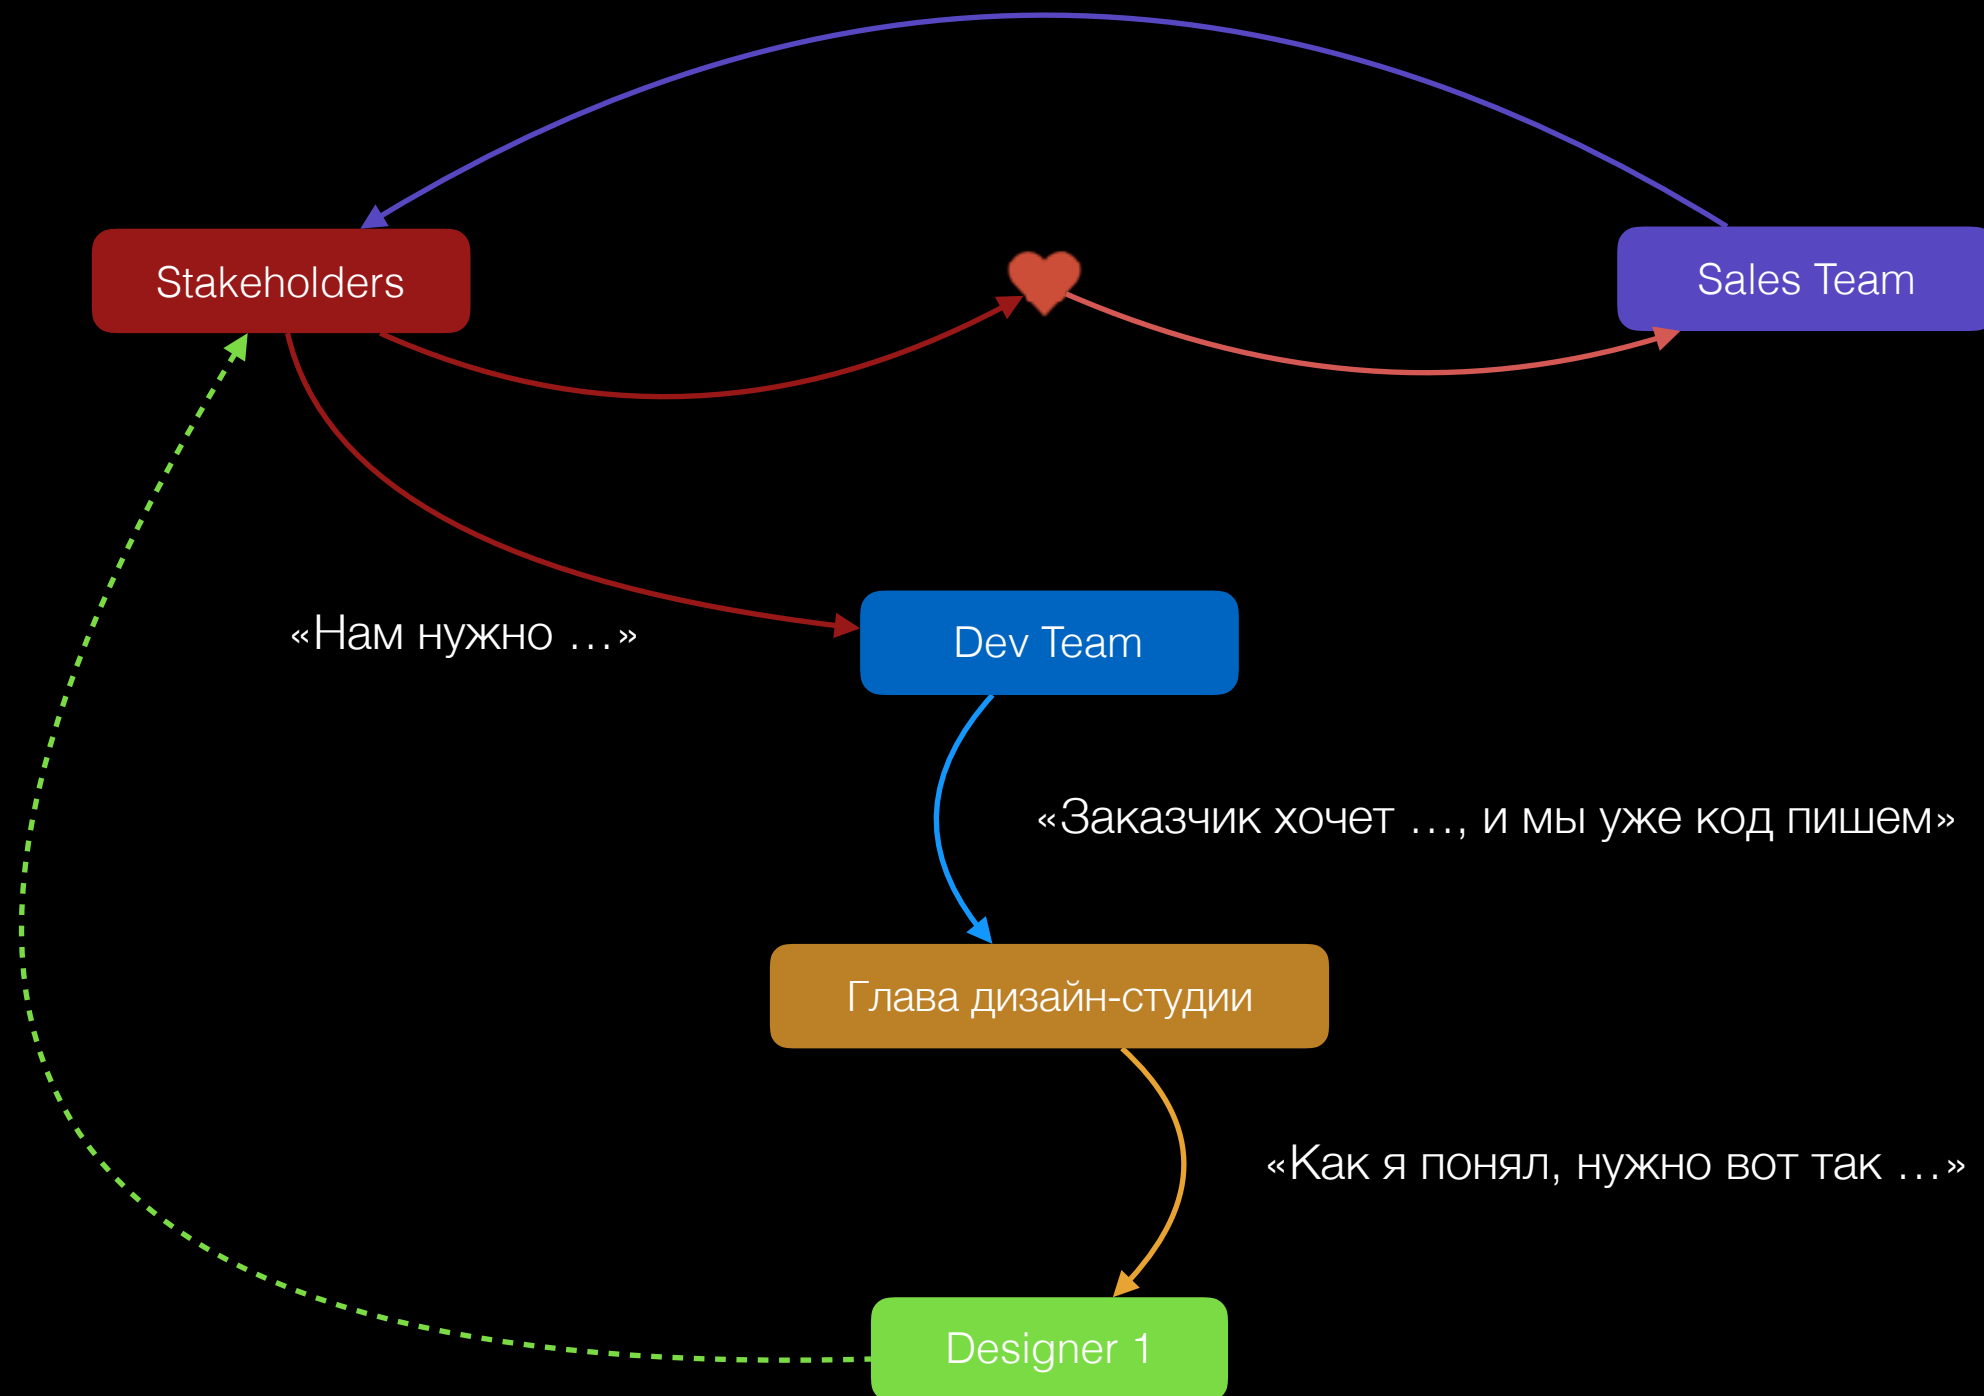 Stakeholders
Sales Team
«Нам нужно …»
Dev Team
«Заказчик хочет …, и мы уже код пишем»
Глава дизайн-студии
«Как я понял, нужно вот так …»
Designer 1